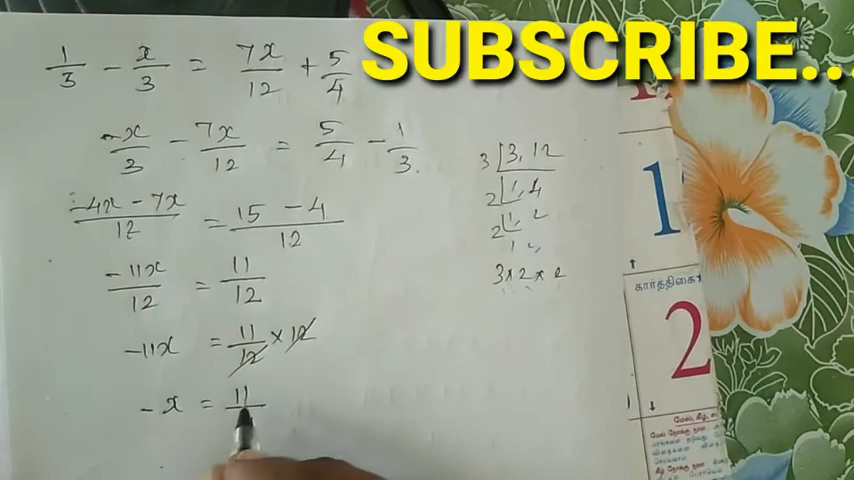 1/3 - x/3 = 7x/12 + 5/4
SUBSCRIBE...
-x/3 - 7x/12 = 5/4 - 1/3.
-4x - 7x/12 = 15 - 4/12
-11x/12 = 11/12
-11x = 11/12 × 12
-x = 11
3 | 3, 12
2 | 1, 4
2 | 1, 2
1
3 × 2 × 2
1
கார்த்திகை
2
மேல், கீழ், ச
மேல் நோக்கு நாள்
கீழ் நோக்கு நாள்